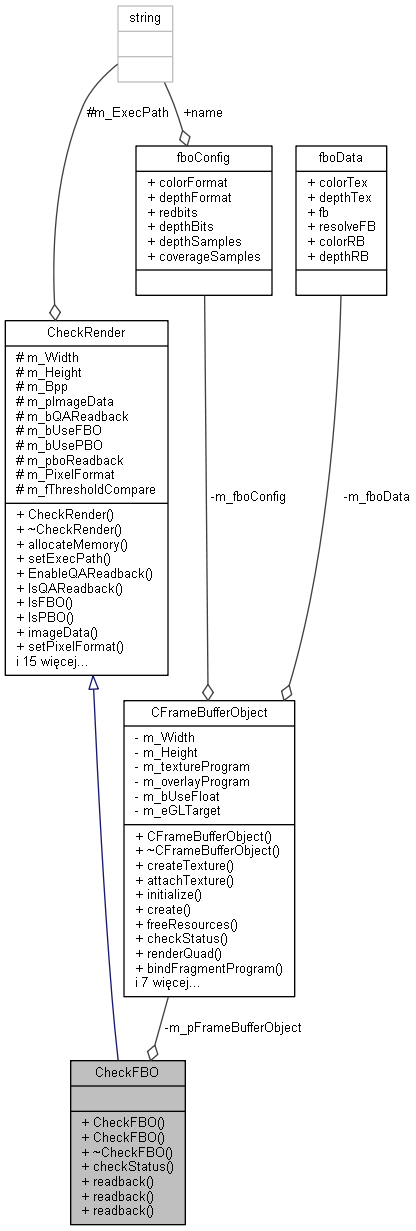 string
#m_ExecPath
+name
fboConfig
+ colorFormat
+ depthFormat
+ redbits
+ depthBits
+ depthSamples
+ coverageSamples
fboData
+ colorTex
+ depthTex
+ fb
+ resolveFB
+ colorRB
+ depthRB
CheckRender
# m_Width
# m_Height
# m_Bpp
# m_pImageData
# m_bQAReadback
# m_bUseFBO
# m_bUsePBO
# m_pboReadback
# m_PixelFormat
# m_fThresholdCompare
+ CheckRender()
+ ~CheckRender()
+ allocateMemory()
+ setExecPath()
+ EnableQAReadback()
+ IsQAReadback()
+ IsFBO()
+ IsPBO()
+ imageData()
+ setPixelFormat()
i 15 więcej...
-m_fboConfig
-m_fboData
CFrameBufferObject
- m_Width
- m_Height
- m_textureProgram
- m_overlayProgram
- m_bUseFloat
- m_eGLTarget
+ CFrameBufferObject()
+ ~CFrameBufferObject()
+ createTexture()
+ attachTexture()
+ initialize()
+ create()
+ freeResources()
+ checkStatus()
+ renderQuad()
+ bindFragmentProgram()
i 7 więcej...
-m_pFrameBufferObject
CheckFBO
+ CheckFBO()
+ CheckFBO()
+ ~CheckFBO()
+ checkStatus()
+ readback()
+ readback()
+ readback()